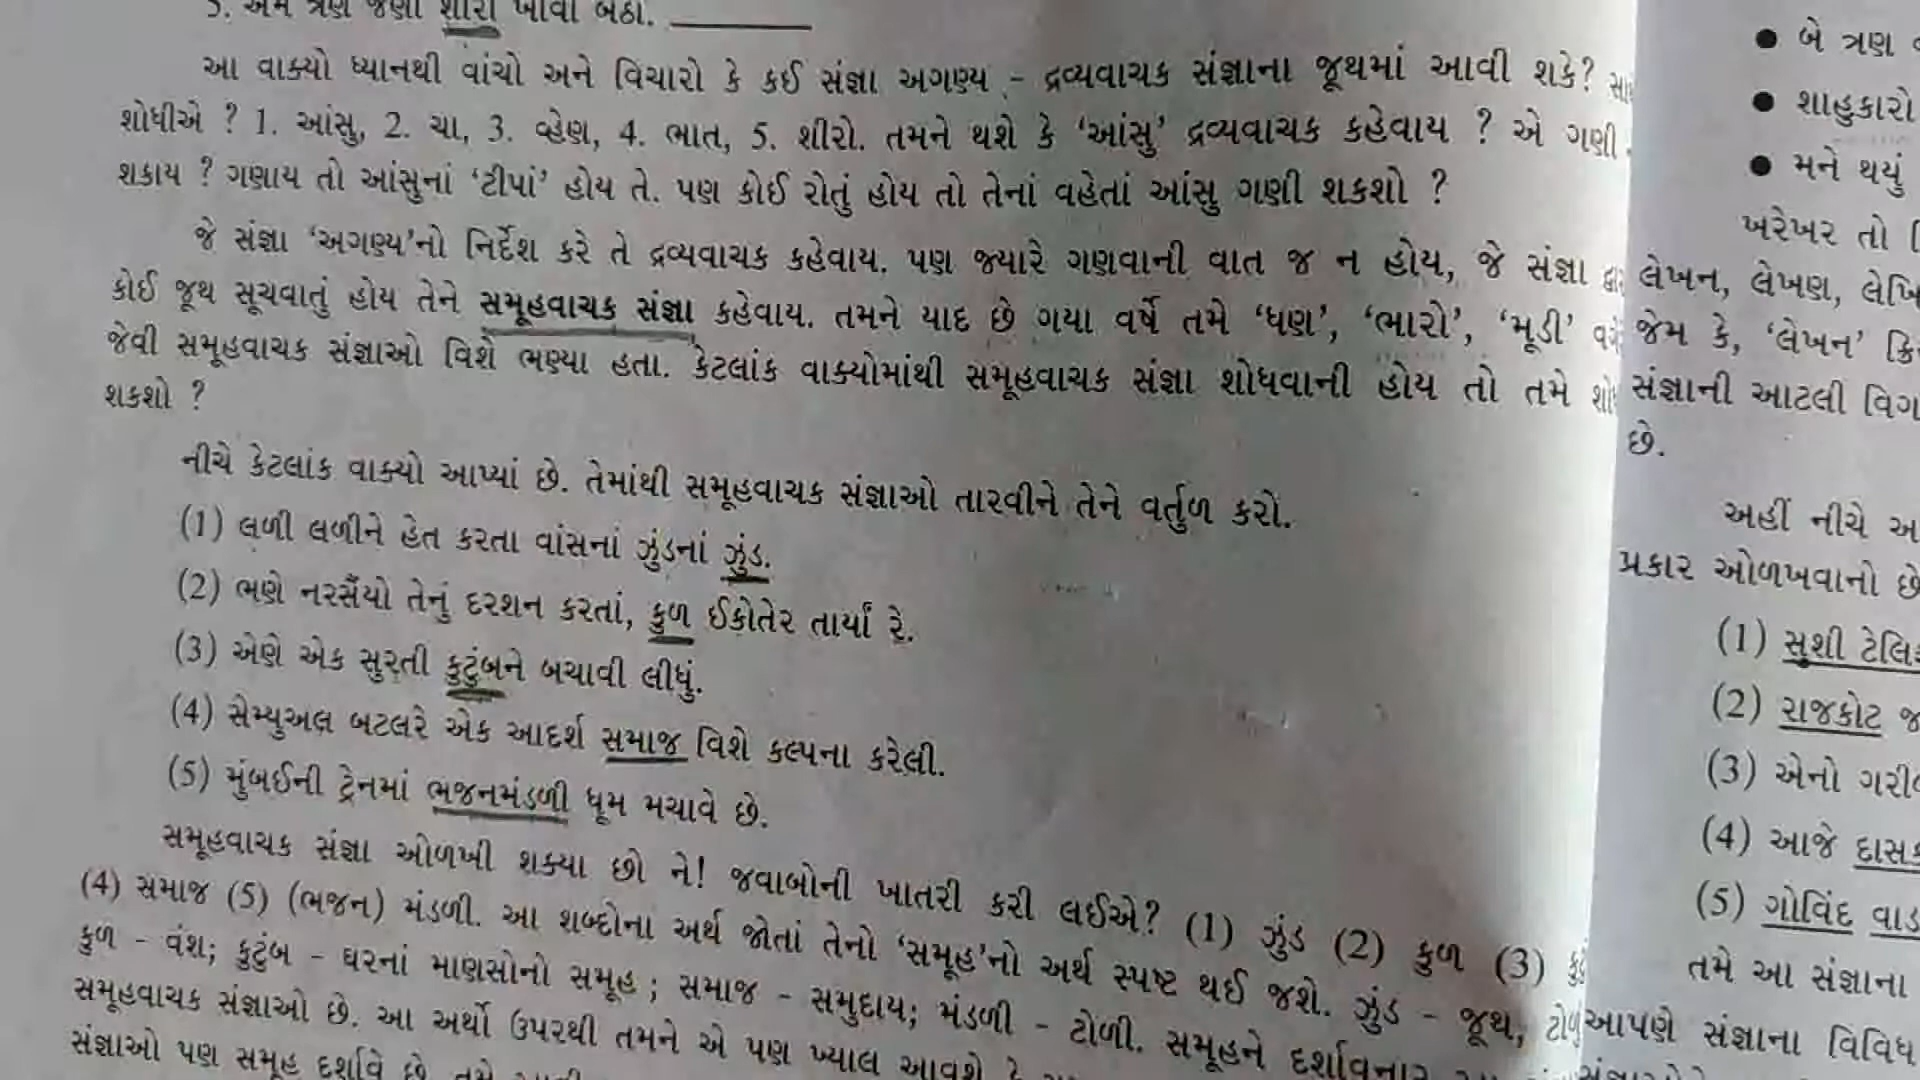 5. અમે ત્રણ જણા શીરો ખાવા બેઠા.
આ વાક્યો ધ્યાનથી વાંચો અને વિચારો કે કઈ સંજ્ઞા અગણ્ય - દ્રવ્યવાચક સંજ્ઞાના જૂથમાં આવી શકે?
શોધીએ ? 1. આંસુ, 2. ચા, 3. વ્હેણ, 4. ભાત, 5. શીરો. તમને થશે કે ‘આંસુ’ દ્રવ્યવાચક કહેવાય ? એ ગણી
શકાય ? ગણાય તો આંસુનાં ‘ટીપાં’ હોય તે. પણ કોઈ રોતું હોય તો તેનાં વહેતાં આંસુ ગણી શકશો ?
જે સંજ્ઞા ‘અગણ્ય’નો નિર્દેશ કરે તે દ્રવ્યવાચક કહેવાય. પણ જ્યારે ગણવાની વાત જ ન હોય, જે સંજ્ઞા
કોઈ જૂથ સૂચવાતું હોય તેને સમૂહવાચક સંજ્ઞા કહેવાય. તમને યાદ છે ગયા વર્ષે તમે ‘ધણ’, ‘ભારો’, ‘મૂડી’
જેવી સમૂહવાચક સંજ્ઞાઓ વિશે ભણ્યા હતા. કેટલાંક વાક્યોમાંથી સમૂહવાચક સંજ્ઞા શોધવાની હોય તો તમે
શકશો ?
નીચે કેટલાંક વાક્યો આપ્યાં છે. તેમાંથી સમૂહવાચક સંજ્ઞાઓ તારવીને તેને વર્તુળ કરો.
(1) લળી લળીને હેત કરતા વાંસનાં ઝુંડનાં ઝુંડ.
(2) ભણે નરસૈંયો તેનું દરશન કરતાં, કુળ ઈકોતેર તાર્યાં રે.
(3) એણે એક સુરતી કુટુંબને બચાવી લીધું.
(4) સેમ્યુઅલ બટલરે એક આદર્શ સમાજ વિશે કલ્પના કરેલી.
(5) મુંબઈની ટ્રેનમાં ભજનમંડળી ધૂમ મચાવે છે.
સમૂહવાચક સંજ્ઞા ઓળખી શક્યા છો ને! જવાબોની ખાતરી કરી લઈએ? (1) ઝુંડ (2) કુળ (3)
(4) સમાજ (5) (ભજન) મંડળી. આ શબ્દોના અર્થ જોતાં તેનો ‘સમૂહ’નો અર્થ સ્પષ્ટ થઈ જશે. ઝુંડ - જૂથ,
કુળ - વંશ; કુટુંબ - ઘરનાં માણસોનો સમૂહ ; સમાજ - સમુદાય; મંડળી - ટોળી. સમૂહને દર્શાવનાર
સમૂહવાચક સંજ્ઞાઓ છે. આ અર્થો ઉપરથી તમને એ પણ ખ્યાલ આવશે કે
સંજ્ઞાઓ પણ સમૂહ દર્શાવે છે. તમે
● બે ત્રણ
● શાહુકારો
● મને થયું
ખરેખર તો
લેખન, લેખણ,
જેમ કે, ‘લેખન’
સંજ્ઞાની આટલી
છે.
અહીં નીચે
પ્રકાર ઓળખવાનો છે
(1) સુશી
(2) રાજકોટ
(3) એનો
(4) આજે
(5) ગોવિંદ
તમે આ સંજ્ઞાના
આપણે સંજ્ઞાના વિવિધ